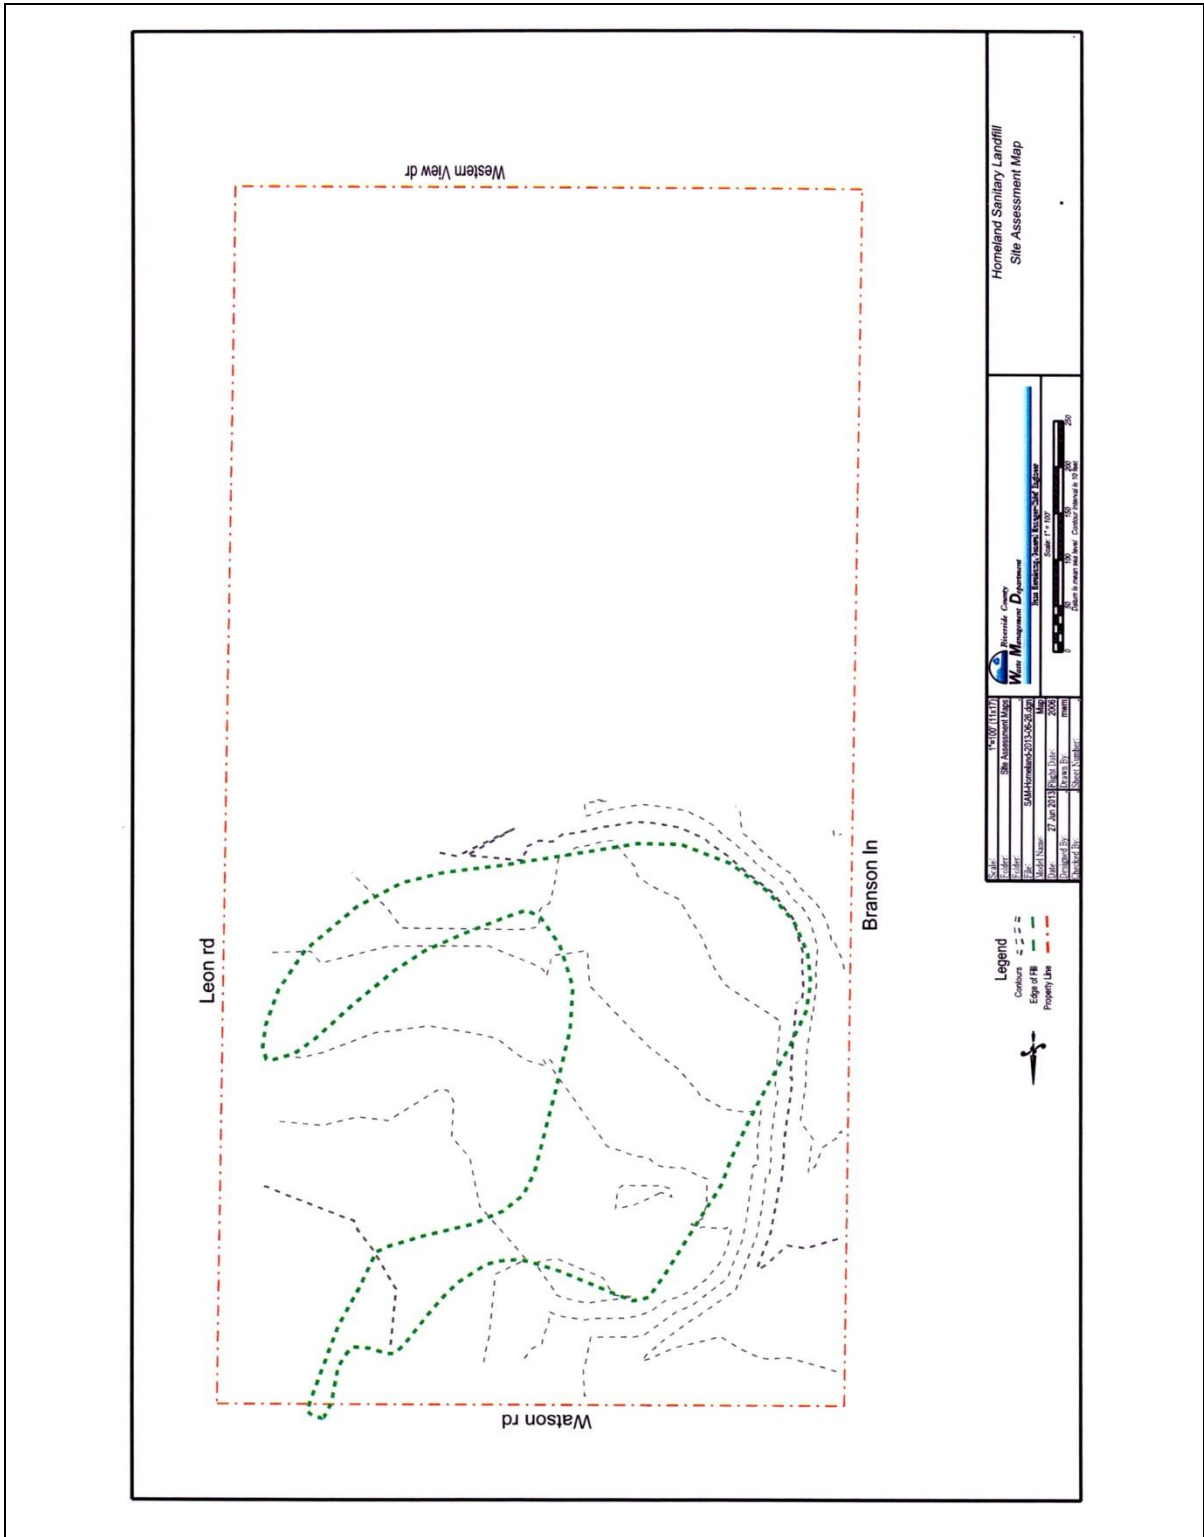 Western View dr
Leon rd
Branson ln
Watson rd
Homeland Sanitary Landfill
Site Assessment Map
Riverside County
Waste Management Department
Scale: 1" = 100'
0 50 100 150 200 250
Datum is mean sea level Contour interval is 10 feet
Scale: 1"=100' (11x17)
Folder: Site Assessment Maps
Folder:
File: SAM-Homeland-2013-06-26.dgn
Model Name: Map
Date: 27 Jun 2013 Flight Date: 2006
Designed By: Drawn By: mwm
Checked By: Sheet Number:
Legend
Contours
Edge of Fill
Property Line